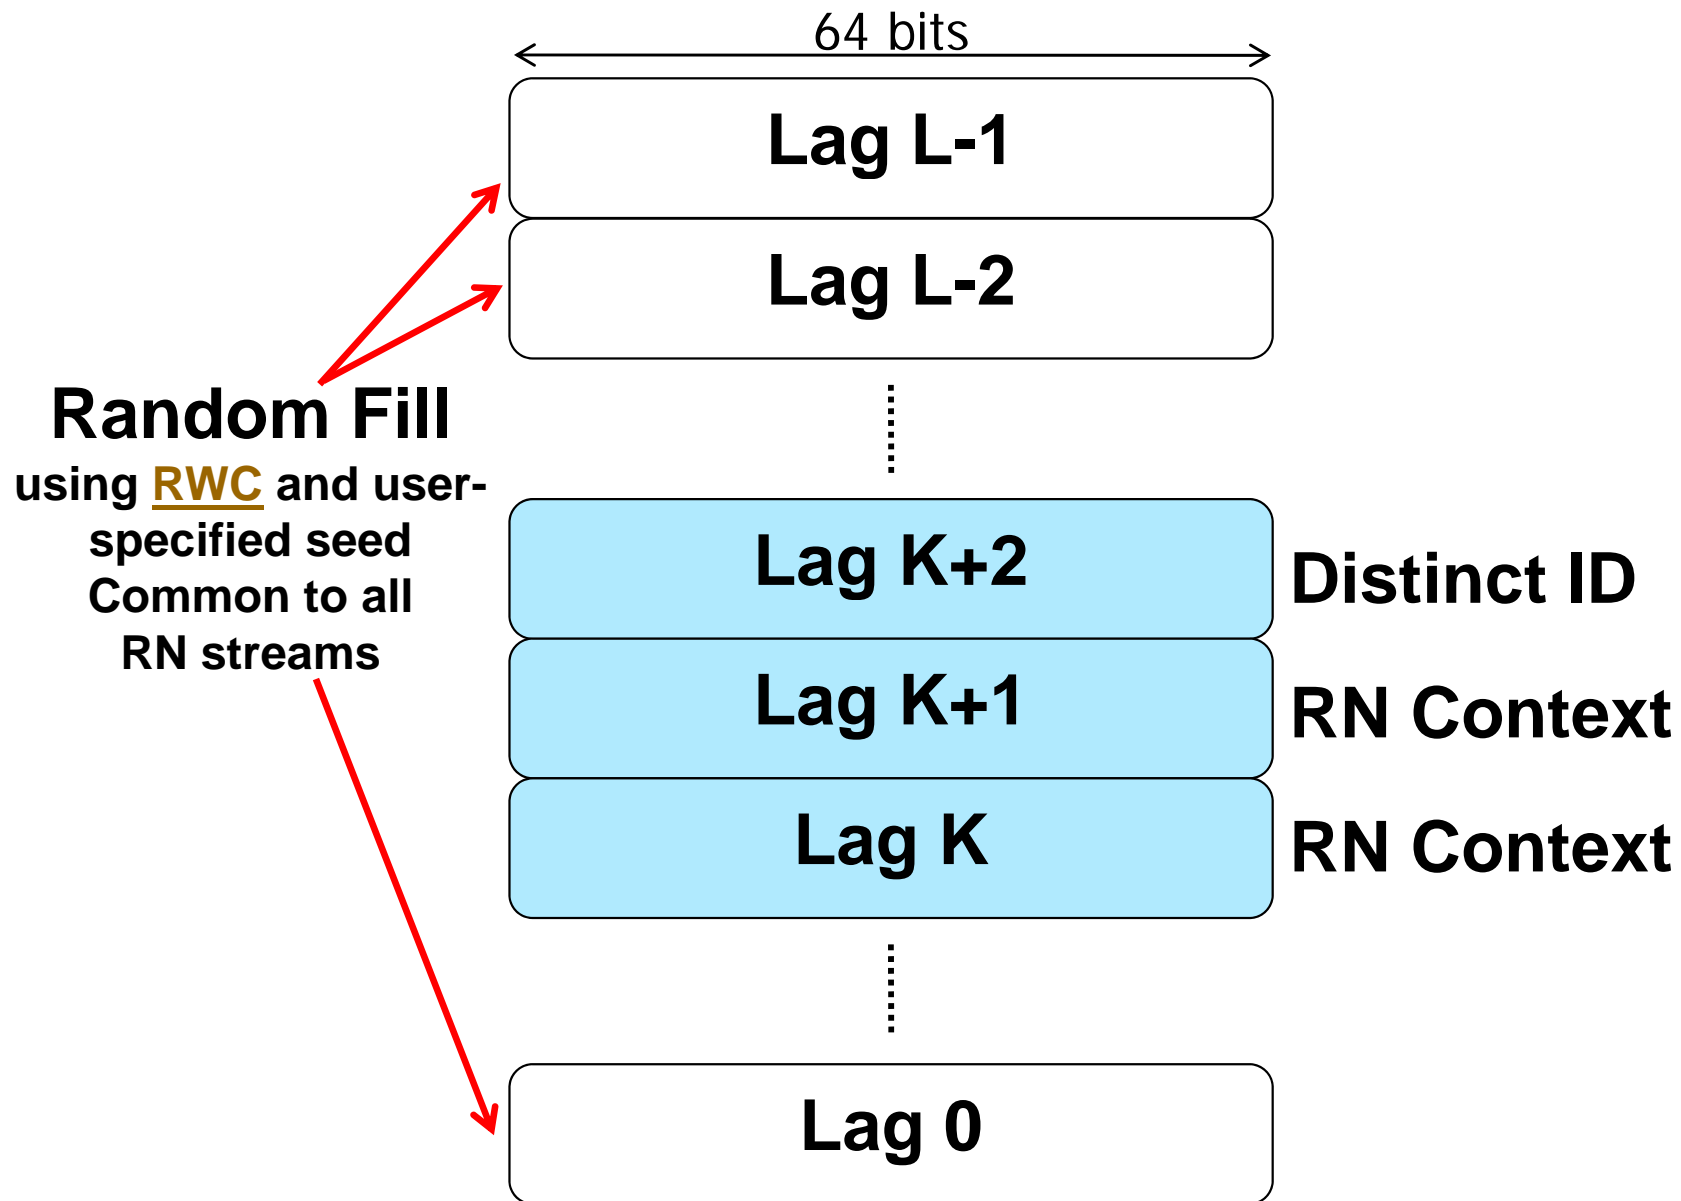 64 bits
Lag L-1
Lag L-2
Random Fill
using RWC and user-
specified seed
Common to all
RN streams
Lag K+2
Distinct ID
Lag K+1
RN Context
Lag K
RN Context
Lag 0